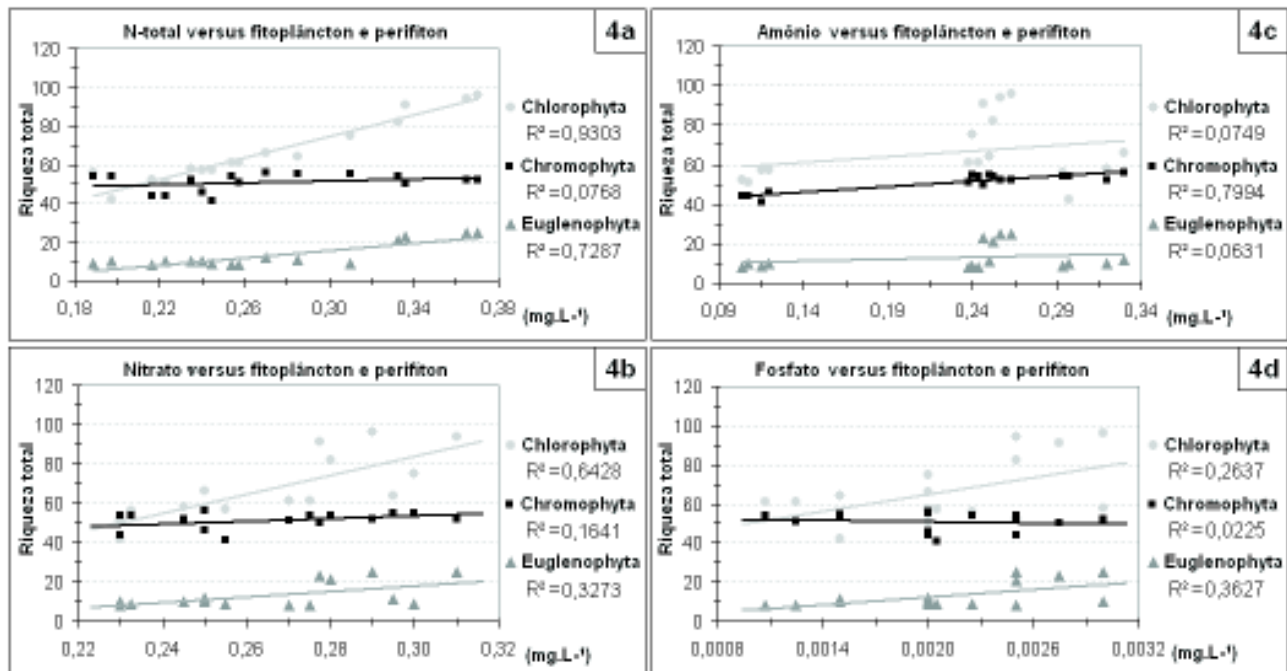 N-total versus fitoplâncton e perifiton
4a
Riqueza total
120
100
80
60
40
20
0
0,18
0,22
0,26
0,30
0,34
0,38
(mg.L-¹)
Chlorophyta
R² = 0,9303
Chromophyta
R² = 0,0768
Euglenophyta
R² = 0,7287
Amônio versus fitoplâncton e perifiton
4c
Riqueza total
120
100
80
60
40
20
0
0,09
0,14
0,19
0,24
0,29
0,34
(mg.L-¹)
Chlorophyta
R² = 0,0749
Chromophyta
R² = 0,7994
Euglenophyta
R² = 0,0631
Nitrato versus fitoplâncton e perifiton
4b
Riqueza total
120
100
80
60
40
20
0
0,22
0,24
0,26
0,28
0,30
0,32
(mg.L-¹)
Chlorophyta
R² = 0,6428
Chromophyta
R² = 0,1641
Euglenophyta
R² = 0,3273
Fosfato versus fitoplâncton e perifiton
4d
Riqueza total
120
100
80
60
40
20
0
0,0008
0,0014
0,0020
0,0026
0,0032
(mg.L-¹)
Chlorophyta
R² = 0,2637
Chromophyta
R² = 0,0225
Euglenophyta
R² = 0,3627